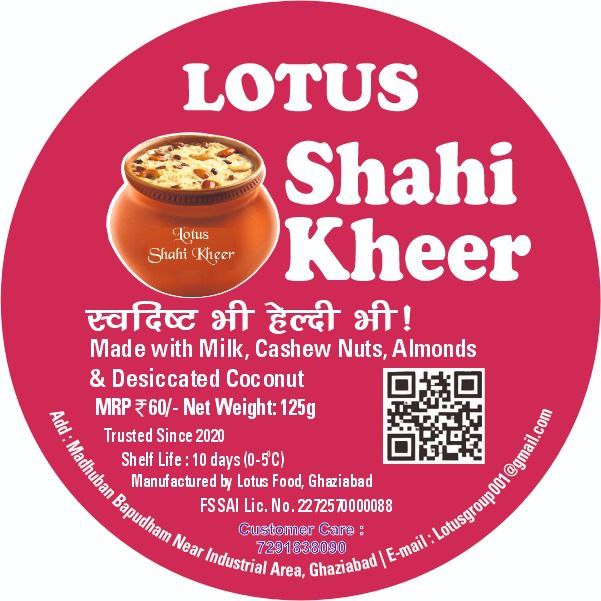 LOTUS
Shahi
Kheer
Lotus
Shahi Kheer
स्वदिष्ट भी हेल्दी भी!
Made with Milk, Cashew Nuts, Almonds
& Desiccated Coconut
MRP ₹60/- Net Weight: 125g
Trusted Since 2020
Shelf Life : 10 days (0-5°C)
Manufactured by Lotus Food, Ghaziabad
FSSAI Lic. No. 2272570000088
Customer Care :
7291838090
Add : Madhuban Bapudham Near Industrial Area, Ghaziabad | E-mail : Lotusgroup001@gmail.com